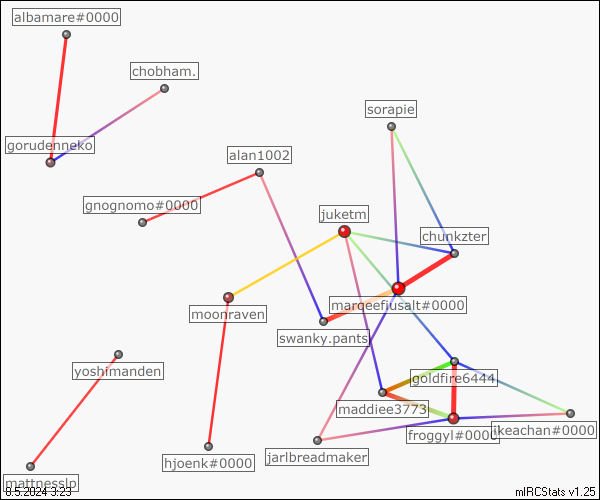 albamare#0000
chobham.
sorapie
gorudenneko
alan1002
gnognomo#0000
juketm
chunkzter
marqeefiusalt#0000
moonraven
swanky.pants
yoshimanden
goldfire6444
maddiee3773
ikeachan#0000
froggyl#0000
jarlbreadmaker
hjoenk#0000
mattnesslp
8.5.2024 3:23
mIRCStats v1.25